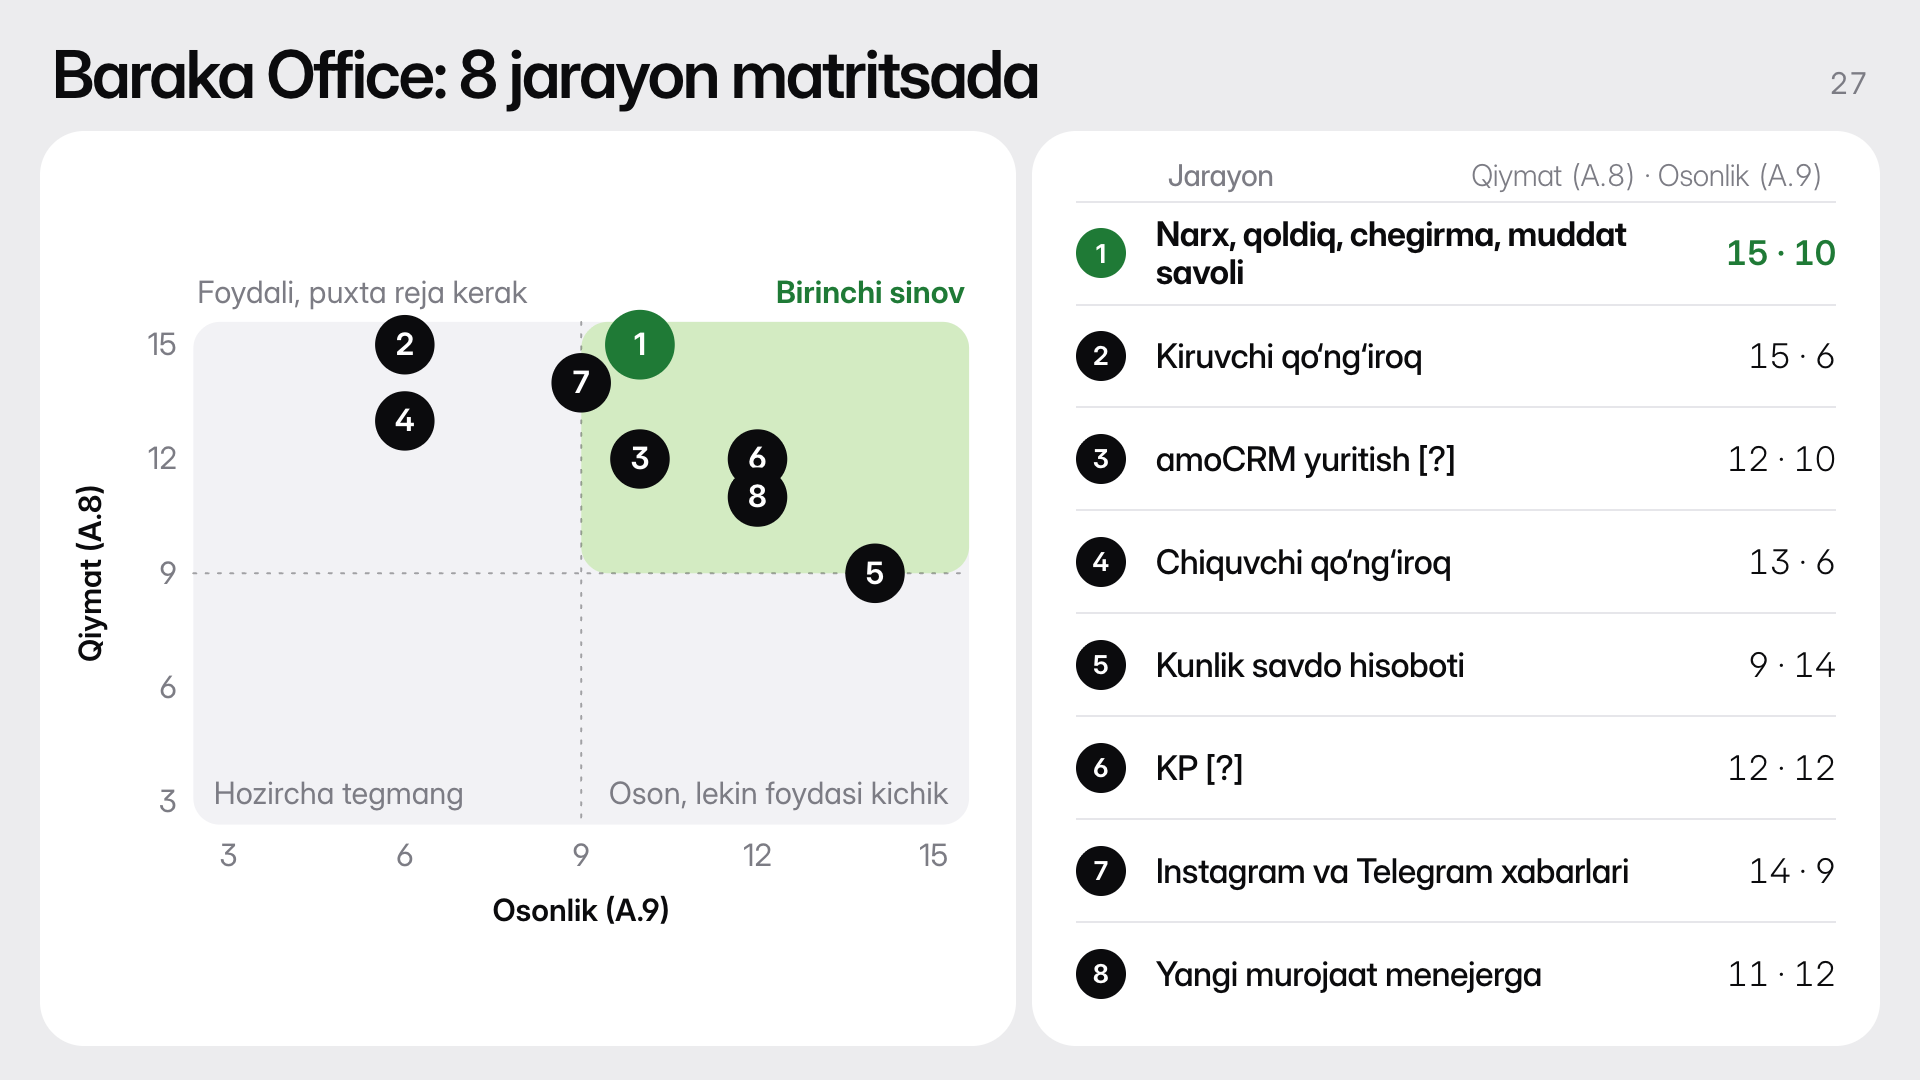 Baraka Office: 8 jarayon matritsada
27
Foydali, puxta reja kerak
Birinchi sinov
15
12
9
6
3
Qiymat (A.8)
2
1
7
4
3
6
8
5
Hozircha tegmang
Oson, lekin foydasi kichik
3
6
9
12
15
Osonlik (A.9)
Jarayon
Qiymat (A.8) · Osonlik (A.9)
1 Narx, qoldiq, chegirma, muddat
savoli
15 · 10
2 Kiruvchi qo‘ng‘iroq 15 · 6
3 amoCRM yuritish [?] 12 · 10
4 Chiquvchi qo‘ng‘iroq 13 · 6
5 Kunlik savdo hisoboti 9 · 14
6 KP [?] 12 · 12
7 Instagram va Telegram xabarlari 14 · 9
8 Yangi murojaat menejerga 11 · 12